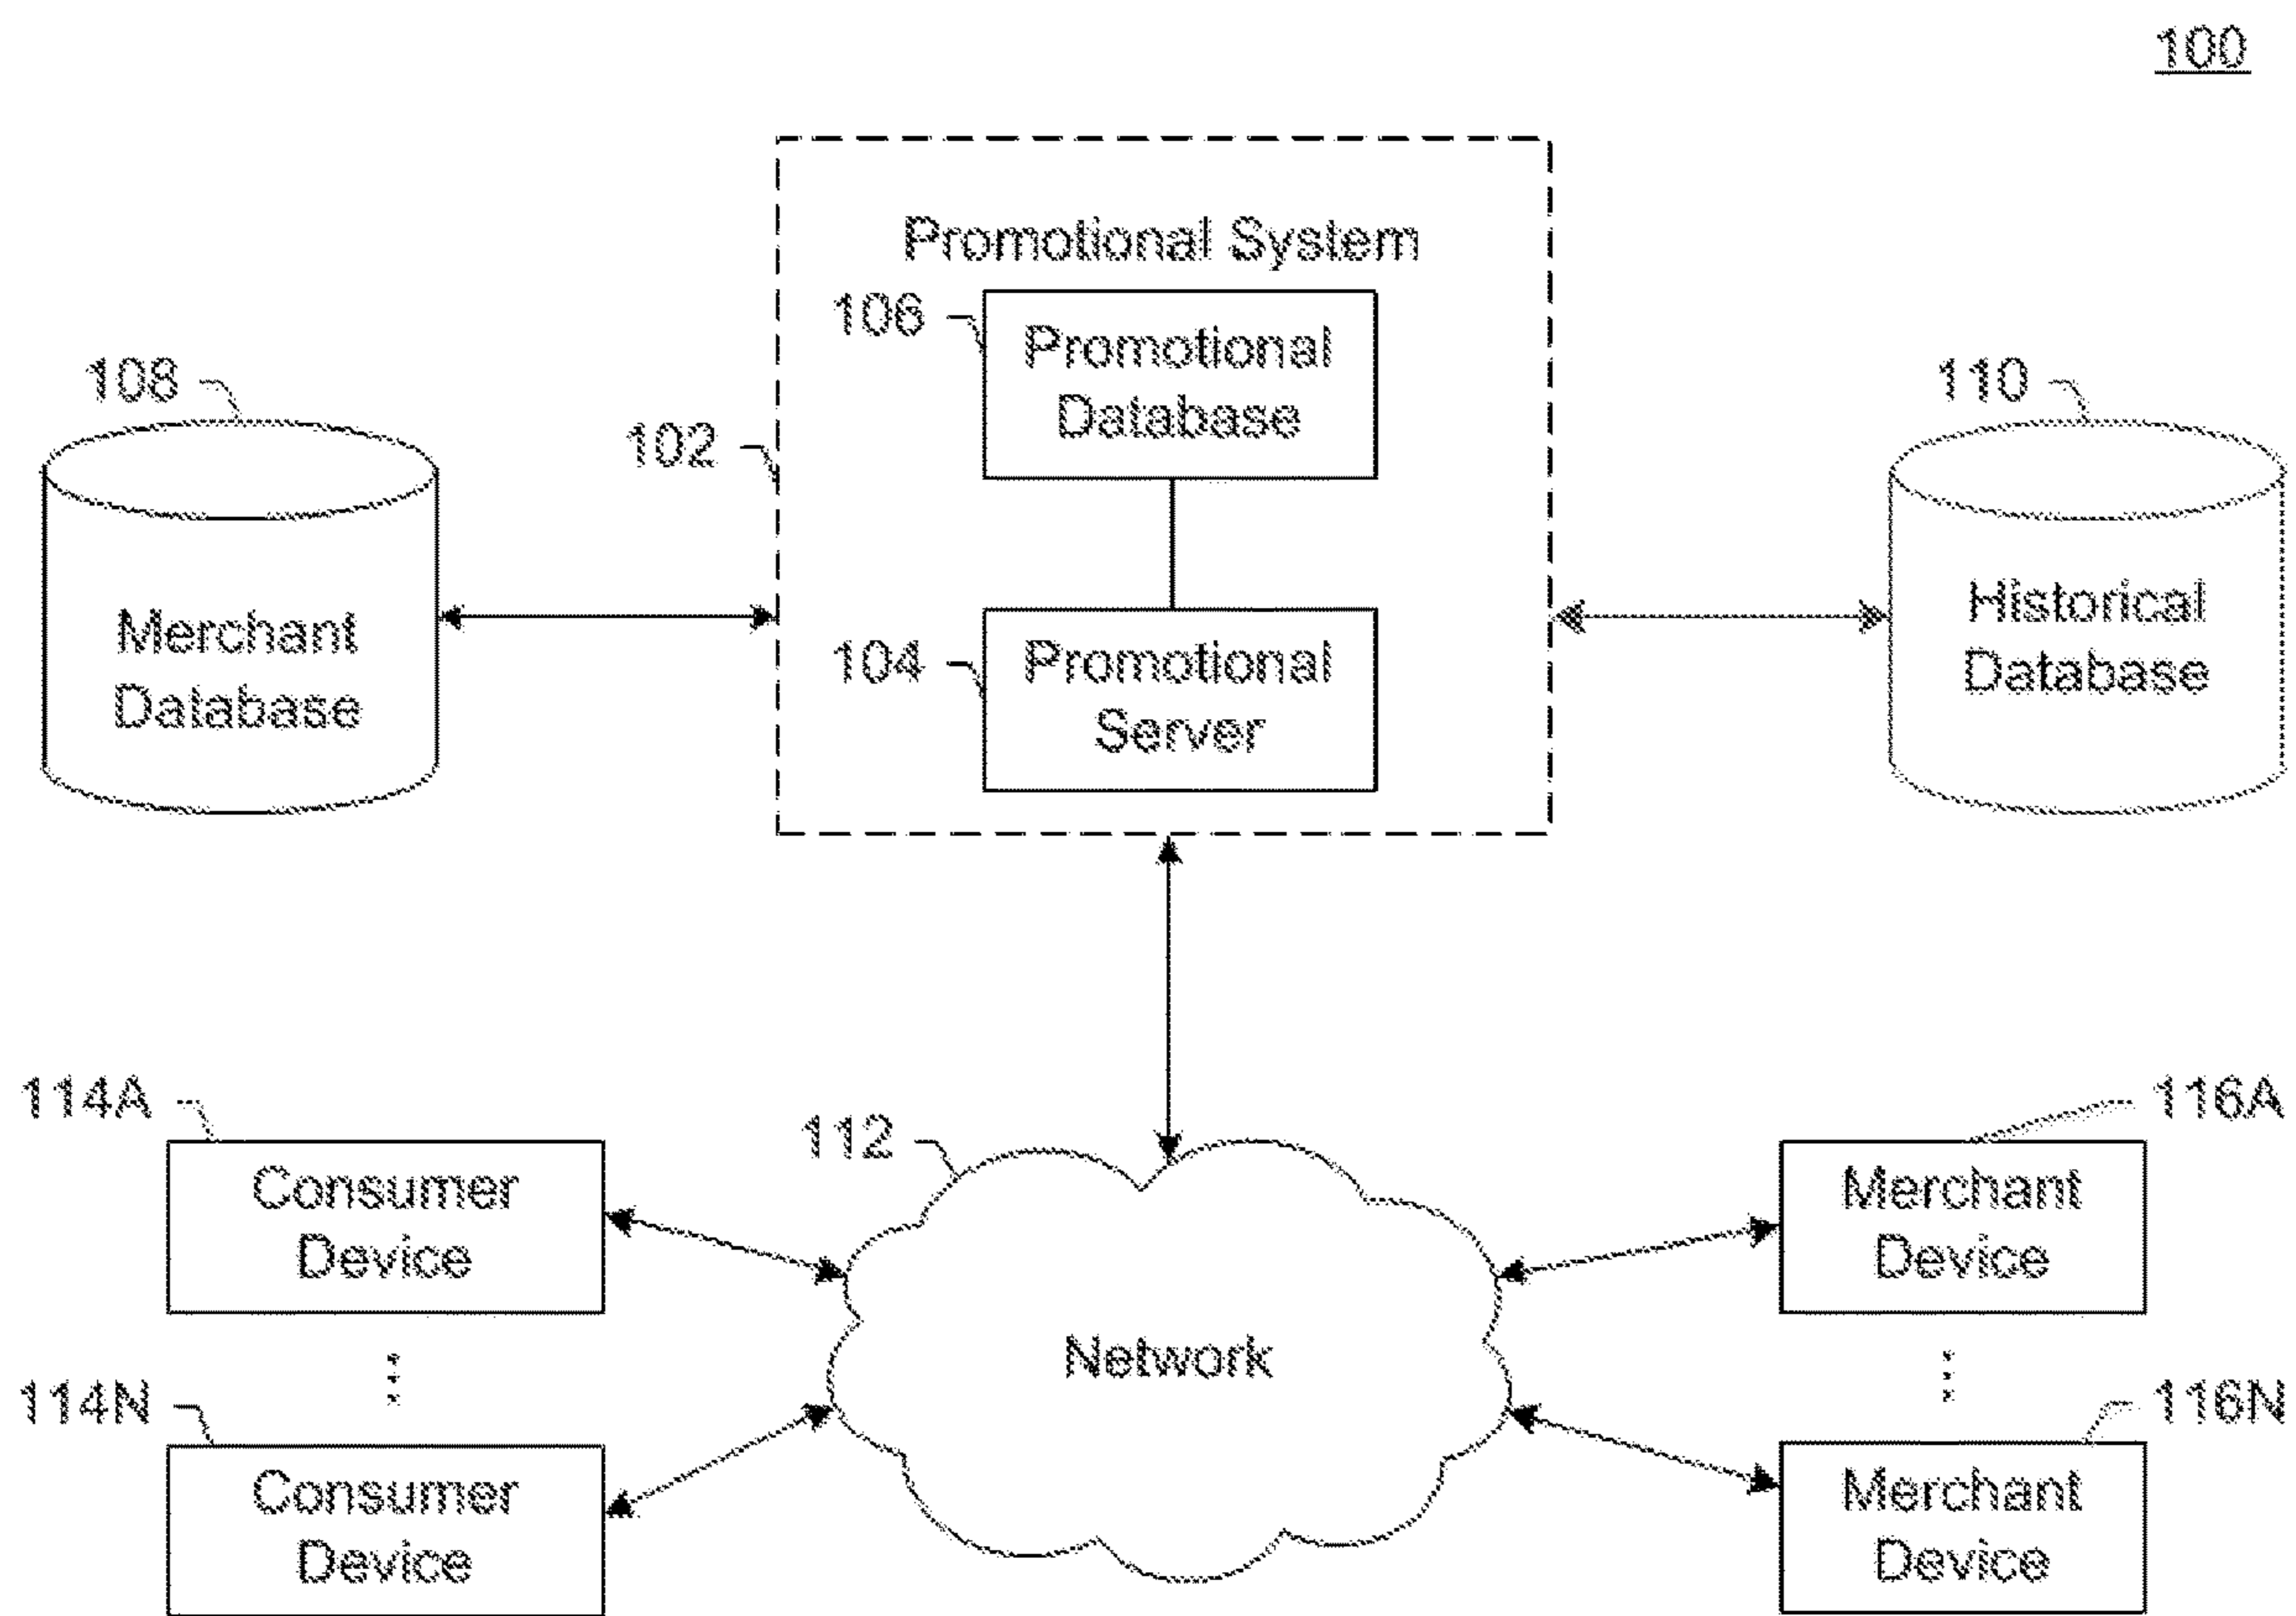 100
Promotional System
106
Promotional
Database
108
102
110
Merchant
Database
104
Promotional
Server
Historical
Database
114A
112
116A
Consumer
Device
Merchant
Device
Network
114N
116N
Consumer
Device
Merchant
Device